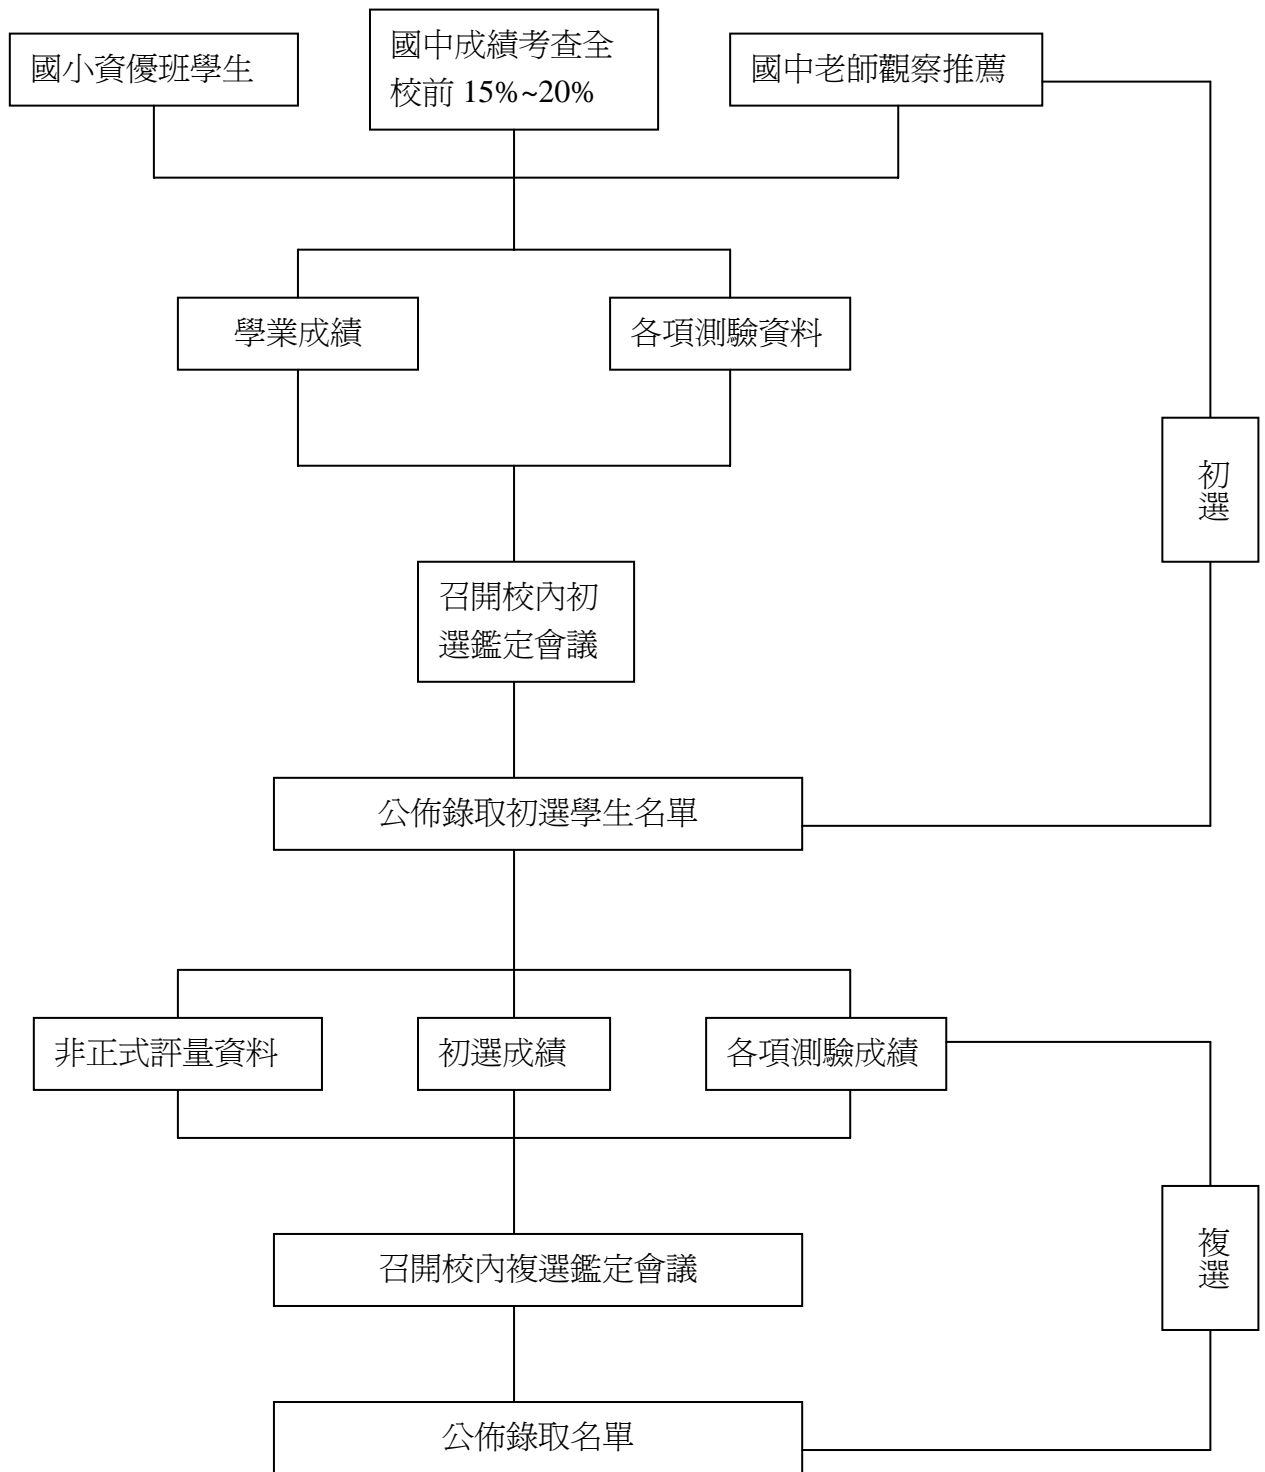 國小資優班學生
國中成績考查全
校前 15%~20%
國中老師觀察推薦
學業成績
各項測驗資料
初選
召開校內初
選鑑定會議
公佈錄取初選學生名單
非正式評量資料
初選成績
各項測驗成績
複選
召開校內複選鑑定會議
公佈錄取名單